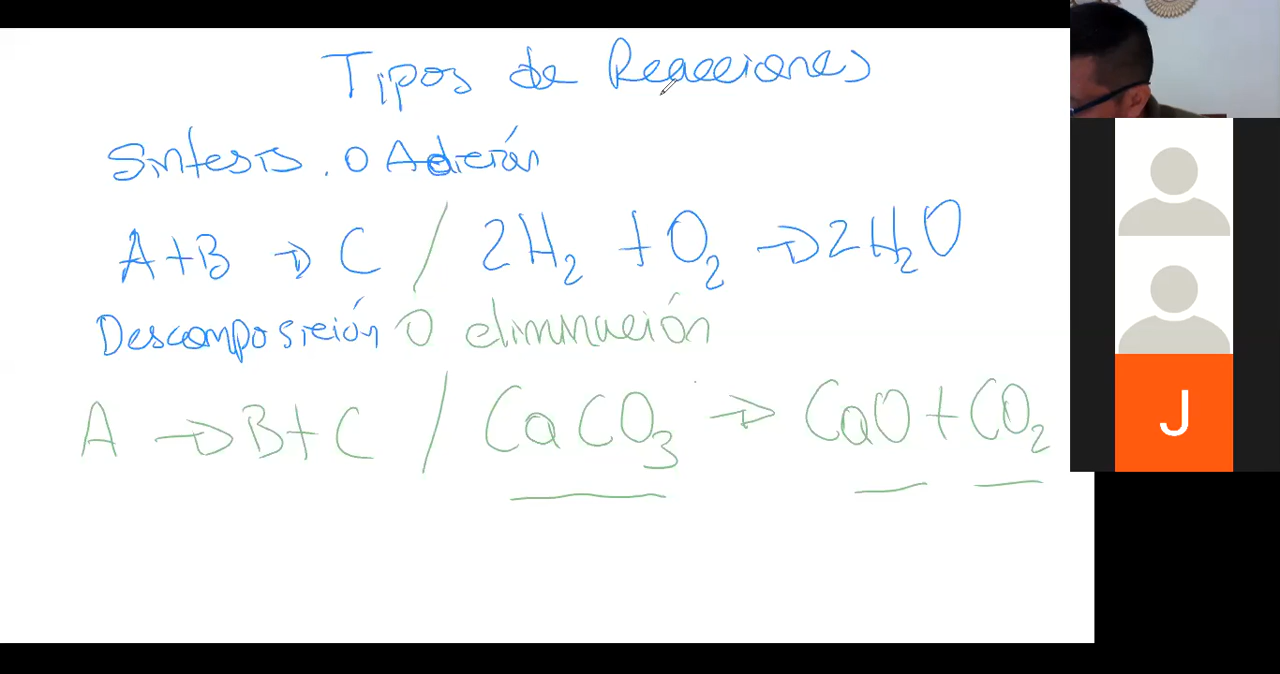 Tipos de Reacciones
Sintesis. o Adición
A+B → C / 2H₂ + O₂ → 2H₂O
Descomposición o eliminación
A → B+C / CaCO₃ → CaO+CO₂
J